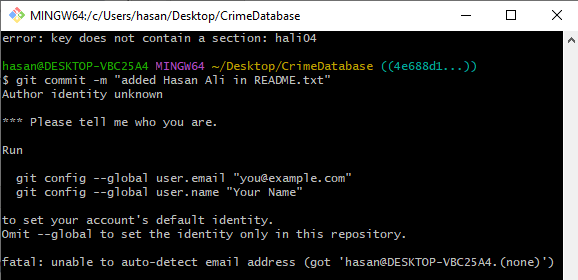 MINGW64:/c/Users/hasan/Desktop/CrimeDatabase
error: key does not contain a section: hali04
hasan@DESKTOP-VBC25A4 MINGW64 ~/Desktop/CrimeDatabase ((4e688d1...))
$ git commit -m "added Hasan Ali in README.txt"
Author identity unknown
*** Please tell me who you are.
Run
git config --global user.email "you@example.com"
git config --global user.name "Your Name"
to set your account's default identity.
Omit --global to set the identity only in this repository.
fatal: unable to auto-detect email address (got 'hasan@DESKTOP-VBC25A4.(none)')